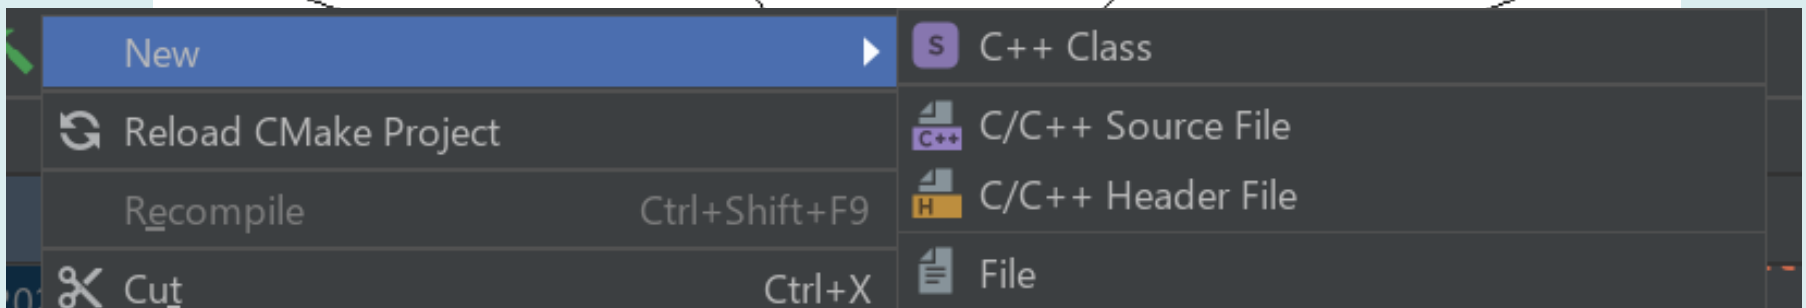 New
Reload CMake Project
Recompile Ctrl+Shift+F9
Cut Ctrl+X
S C++ Class
C++ C/C++ Source File
H C/C++ Header File
File